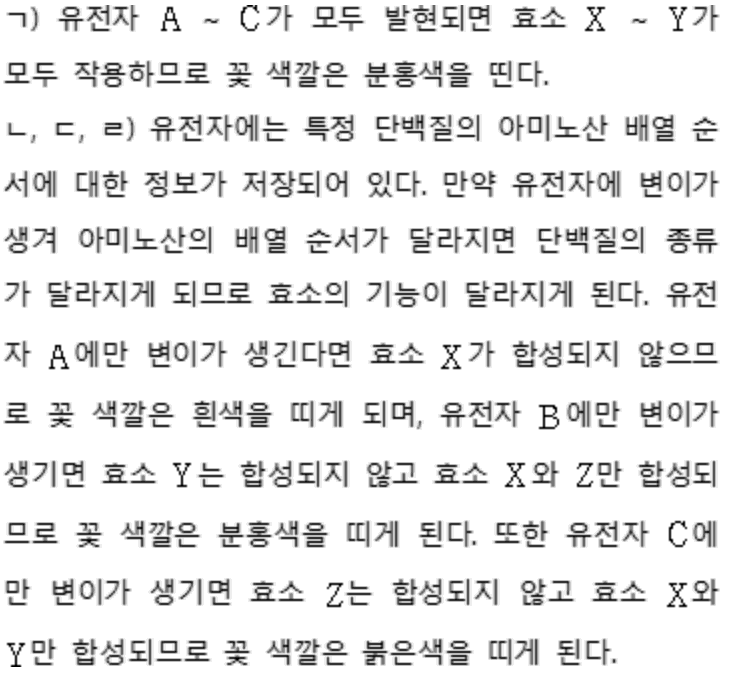 ㄱ) 유전자 A ~ C가 모두 발현되면 효소 X ~ Y가
모두 작용하므로 꽃 색깔은 분홍색을 띤다.
ㄴ, ㄷ, ㄹ) 유전자에는 특정 단백질의 아미노산 배열 순
서에 대한 정보가 저장되어 있다. 만약 유전자에 변이가
생겨 아미노산의 배열 순서가 달라지면 단백질의 종류
가 달라지게 되므로 효소의 기능이 달라지게 된다. 유전
자 A에만 변이가 생긴다면 효소 X가 합성되지 않으므
로 꽃 색깔은 흰색을 띠게 되며, 유전자 B에만 변이가
생기면 효소 Y는 합성되지 않고 효소 X와 Z만 합성되
므로 꽃 색깔은 분홍색을 띠게 된다. 또한 유전자 C에
만 변이가 생기면 효소 Z는 합성되지 않고 효소 X와
Y만 합성되므로 꽃 색깔은 붉은색을 띠게 된다.